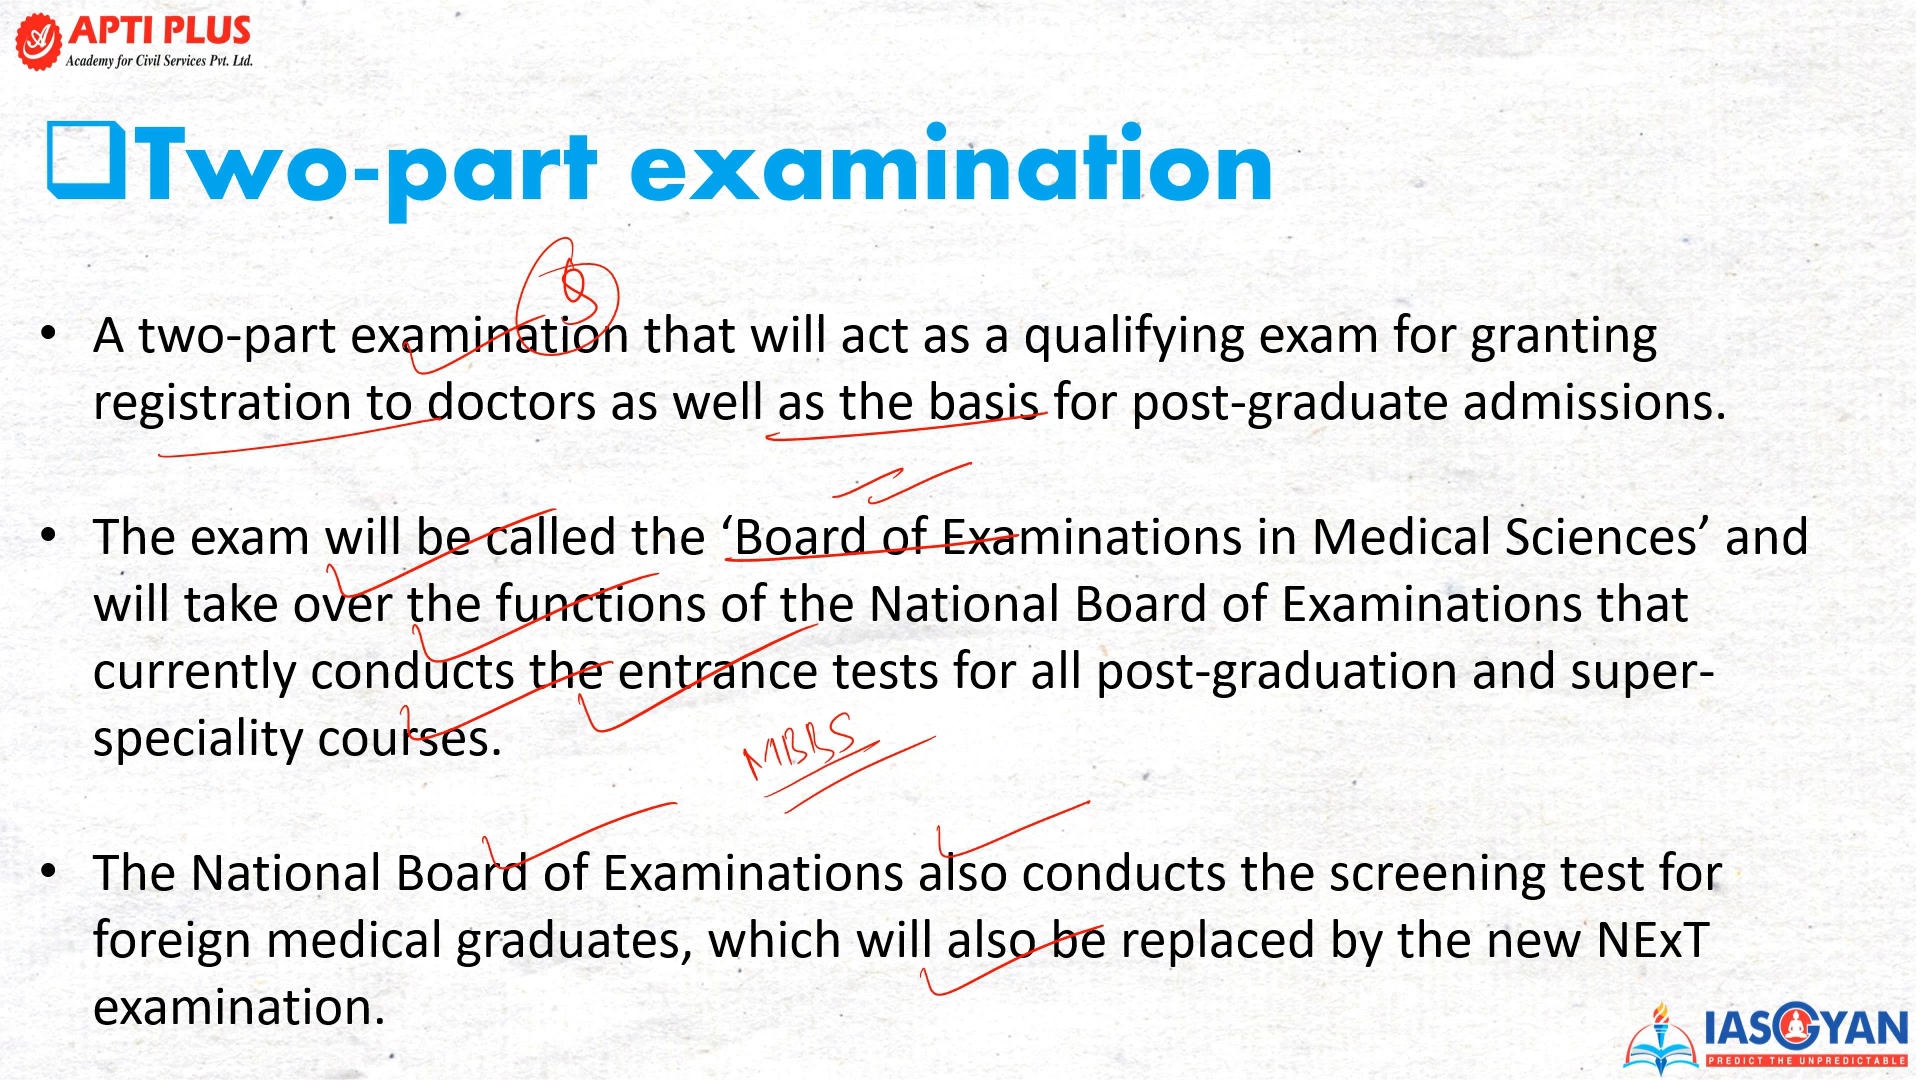 APTI PLUS
Academy for Civil Services Pvt. Ltd.
Two-part examination
• A two-part examination that will act as a qualifying exam for granting
registration to doctors as well as the basis for post-graduate admissions.
• The exam will be called the ‘Board of Examinations in Medical Sciences’ and
will take over the functions of the National Board of Examinations that
currently conducts the entrance tests for all post-graduation and super-
speciality courses.
MBBS
• The National Board of Examinations also conducts the screening test for
foreign medical graduates, which will also be replaced by the new NExT
examination.
IASGYAN
PREDICT THE UNPREDICTABLE